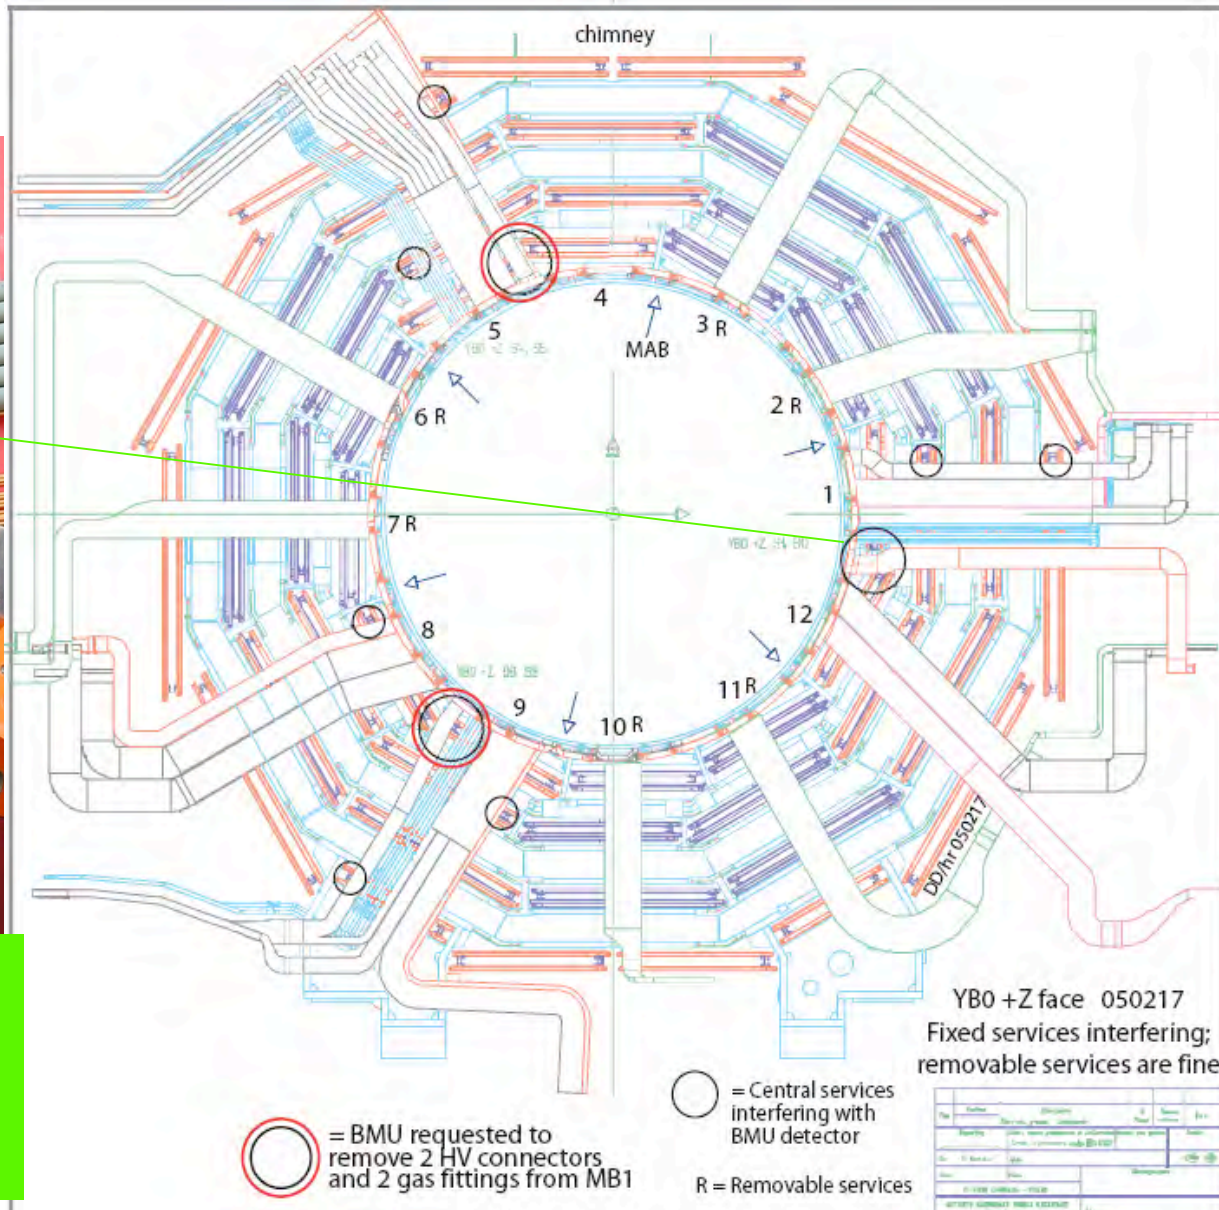 chimney
4
5
3 R
MAB
6 R
2 R
1
7 R
8
12
11 R
9
10 R
DD/hr 050217
YB0 +Z face 050217
Fixed services interfering;
removable services are fine
= Central services
interfering with
BMU detector
= BMU requested to
remove 2 HV connectors
and 2 gas fittings from MB1
R = Removable services